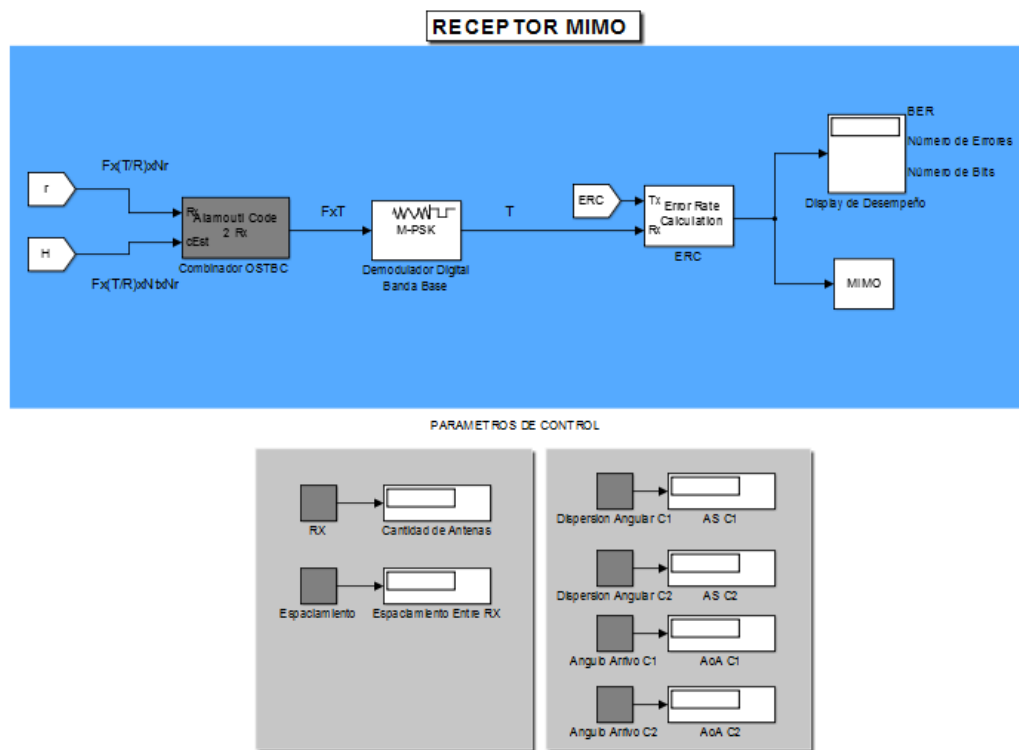 RECEPTOR MIMO
Fx(T/R)xNr
r
H
Fx(T/R)xNtxNr
Rx
cEst
Alamouti Code
2 Rx
Combinador OSTBC
FxT
M-PSK
Demodulador Digital
Banda Base
T
ERC
Tx
Rx
Error Rate
Calculation
ERC
BER
Número de Errores
Número de Bits
Display de Desempeño
MIMO
PARAMETROS DE CONTROL
RX
Cantidad de Antenas
Espaciamiento
Espaciamiento Entre RX
Dispersion Angular C1
AS C1
Dispersion Angular C2
AS C2
Angulo Arrivo C1
AoA C1
Angulo Arrivo C2
AoA C2